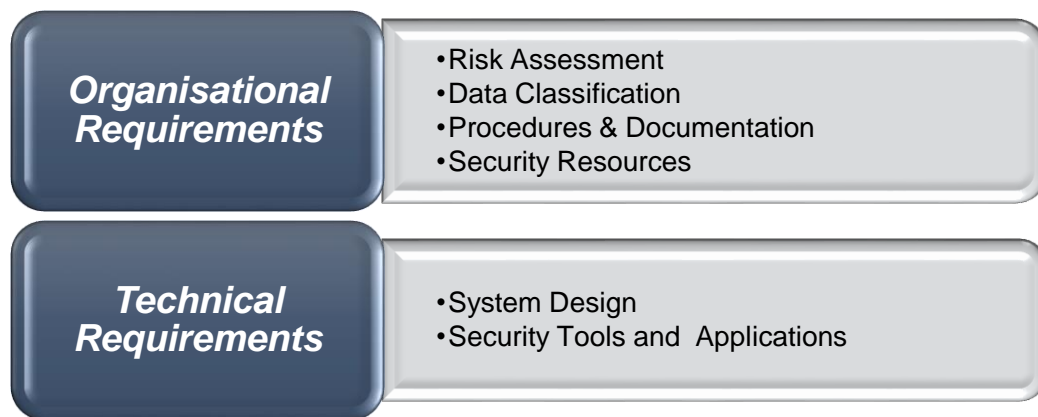 Organisational
Requirements
•Risk Assessment
•Data Classification
•Procedures & Documentation
•Security Resources
Technical
Requirements
•System Design
•Security Tools and  Applications